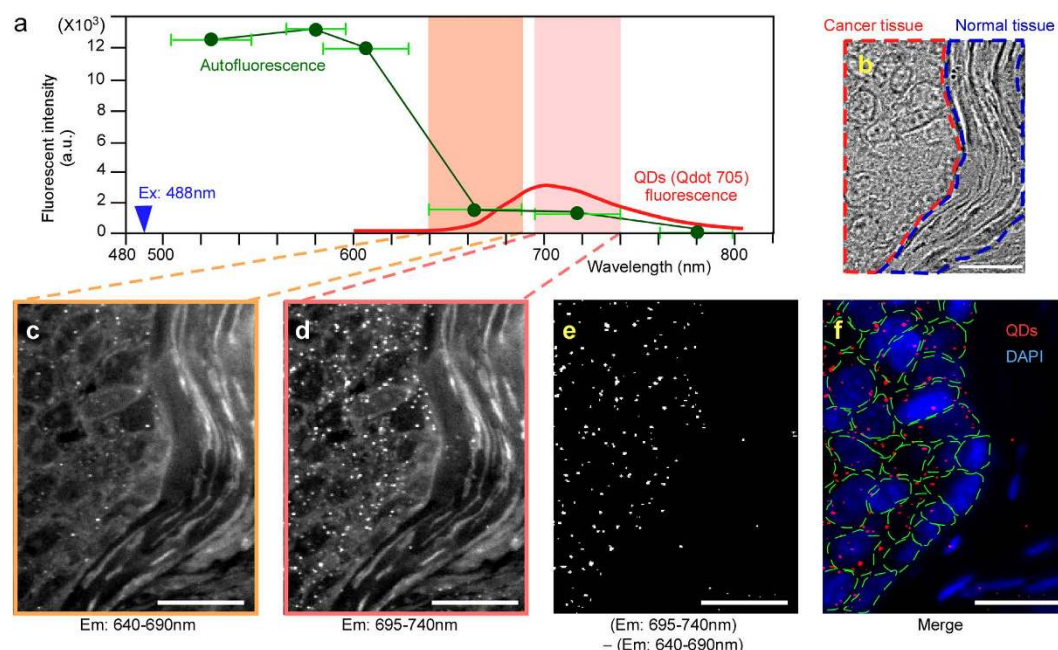 a
(X10³)
Fluorescent intensity
(a.u.)
12
10
8
6
4
2
0
Autofluorescence
Ex: 488nm
QDs (Qdot 705)
fluorescence
480 500 600 700 800
Wavelength (nm)
Cancer tissue Normal tissue
b
c
Em: 640-690nm
d
Em: 695-740nm
e
(Em: 695-740nm)
– (Em: 640-690nm)
f
QDs
DAPI
Merge